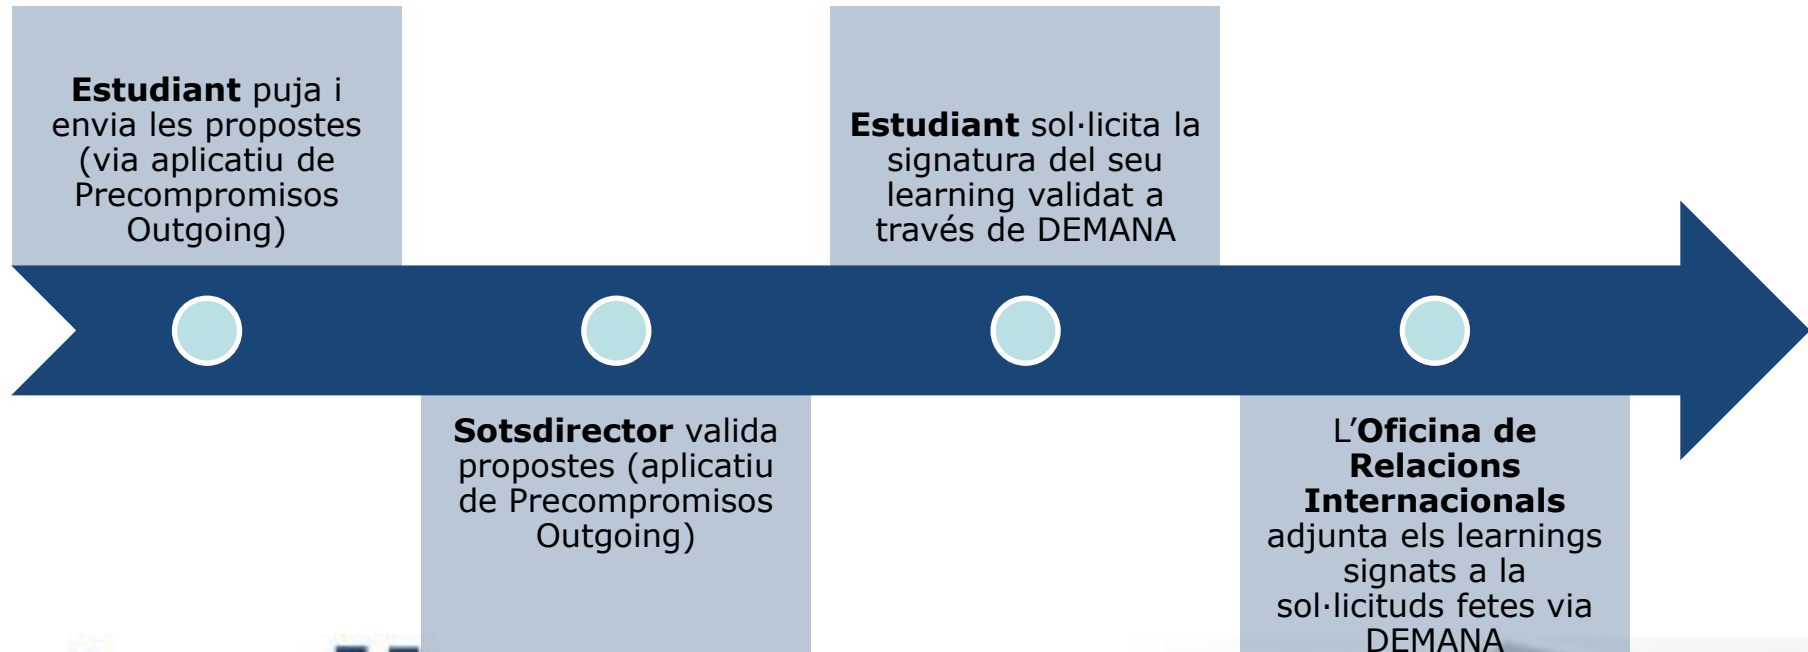 Estudiant puja i
envia les propostes
(via aplicatiu de
Precompromisos
Outgoing)
Sotsdirector valida
propostes (aplicatiu
de Precompromisos
Outgoing)
Estudiant sol·licita la
signatura del seu
learning validat a
través de DEMANA
L’Oficina de
Relacions
Internacionals
adjunta els learnings
signats a la
sol·licituds fetes via
DEMANA